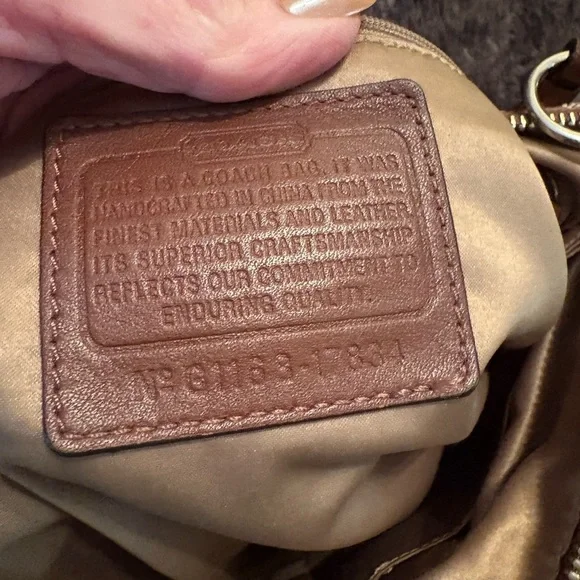 COACH
THIS IS A COACH BAG. IT WAS
HANDCRAFTED IN CHINA FROM THE
FINEST MATERIALS AND LEATHER.
ITS SUPERIOR CRAFTSMANSHIP
REFLECTS OUR COMMITMENT TO
ENDURING QUALITY.